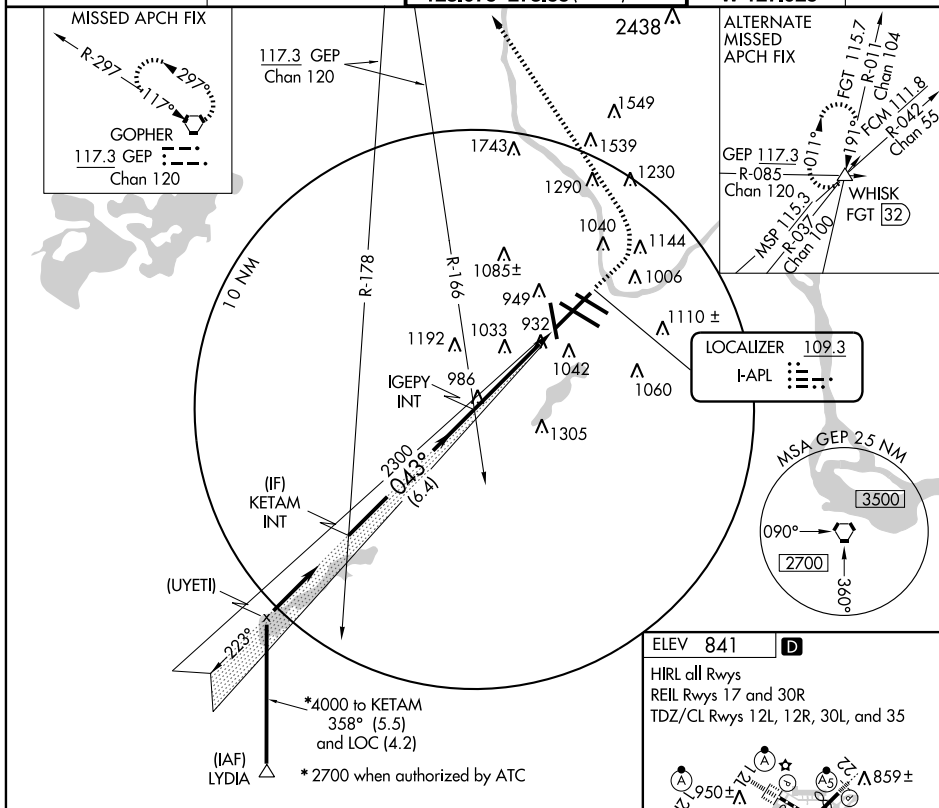 MISSED APCH FIX
R-297
297°
117°
GOPHER
117.3 GEP
Chan 120
117.3 GEP
Chan 120
2438
ALTERNATE
MISSED
APCH FIX
FGT 115.7
R-011
Chan 104
FCM 111.8
R-042
Chan 55
011°
191°
GEP 117.3
R-085
Chan 120
WHISK
FGT 32
MSP 115.3
R-037
Chan 100
1549
1743
1539
1290
1230
1040
1144
1085±
1006
949
10 NM
R-178
R-166
1110 ±
1192
1033
932
1042
1060
LOCALIZER 109.3
I-APL
IGEPY
INT
986
1305
2300
043°
(6.4)
(IF)
KETAM
INT
MSA GEP 25 NM
3500
090°
2700
360°
(UYETI)
223°
*4000 to KETAM
358° (5.5)
and LOC (4.2)
(IAF)
LYDIA
* 2700 when authorized by ATC
ELEV 841 D
HIRL all Rwys
REIL Rwys 17 and 30R
TDZ/CL Rwys 12L, 12R, 30L, and 35
A
A
P
A5
22
P
12L
950±
859±